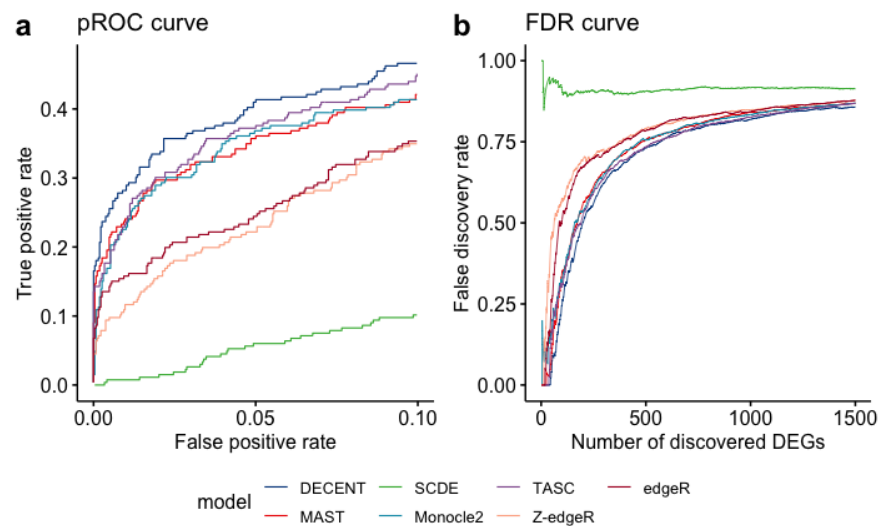 a pROC curve
b FDR curve
True positive rate
0.4
0.3
0.2
0.1
0.0
0.00 0.05 0.10
False positive rate
False discovery rate
1.00
0.75
0.50
0.25
0.00
0 500 1000 1500
Number of discovered DEGs
model
DECENT SCDE TASC edgeR
MAST Monocle2 Z-edgeR